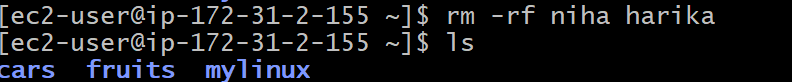 [ec2-user@ip-172-31-2-155 ~]$ rm -rf niha harika
[ec2-user@ip-172-31-2-155 ~]$ ls
cars  fruits  mylinux